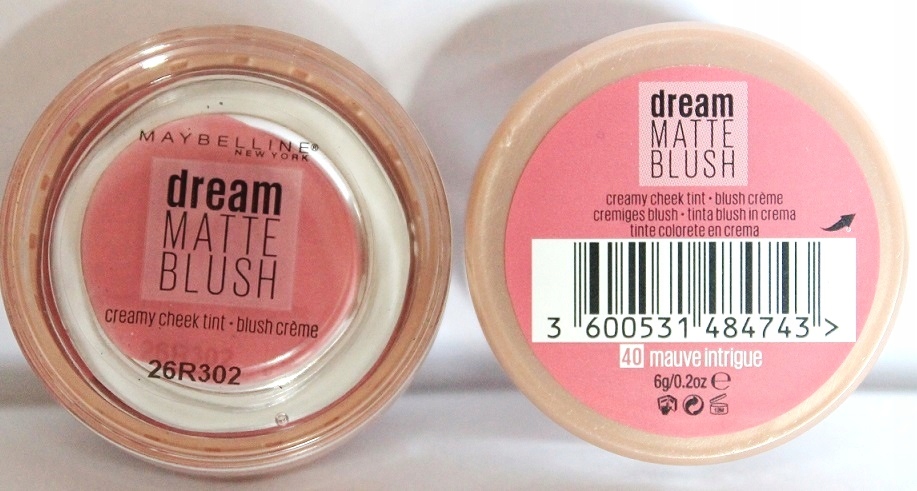 MAYBELLINE®
NEW YORK
dream
MATTE
BLUSH
creamy cheek tint • blush crème
26R302
dream
MATTE
BLUSH
creamy cheek tint • blush crème
cremiges blush • tinta blush in crema
tinte colorete en crema
3 600531 484743 >
40 mauve intrigue
6g/0.2oz ℮